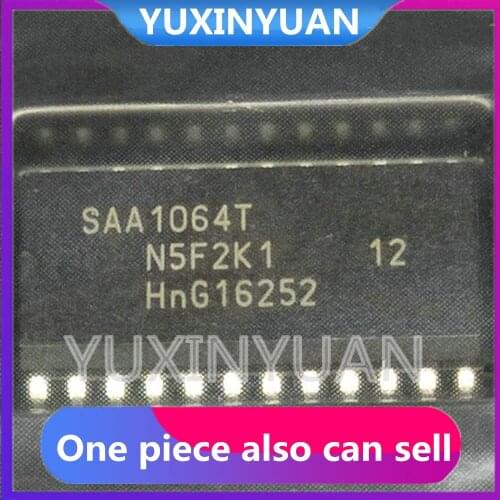 YUXINYUAN
SAA1064T
N5F2K1 12
HnG16252
YUXINYUAN
One piece also can sell